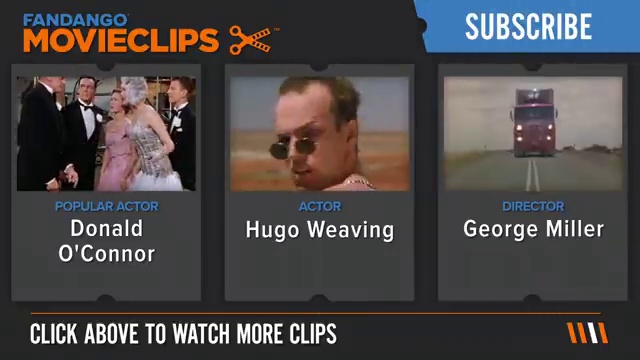 FANDANGO
MOVIECLIPS
SUBSCRIBE
POPULAR ACTOR
Donald
O'Connor
ACTOR
Hugo Weaving
DIRECTOR
George Miller
CLICK ABOVE TO WATCH MORE CLIPS